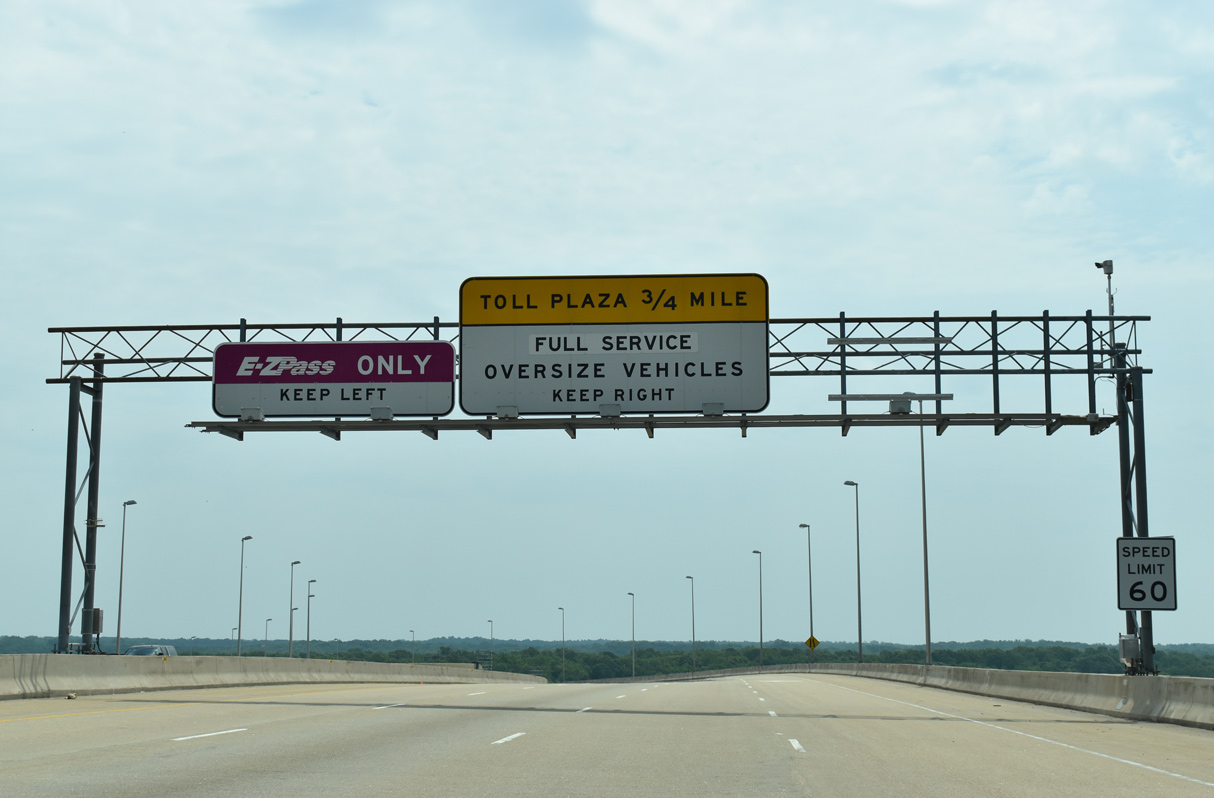 E-ZPass ONLY
KEEP LEFT
TOLL PLAZA 3/4 MILE
FULL SERVICE
OVERSIZE VEHICLES
KEEP RIGHT
SPEED
LIMIT
60